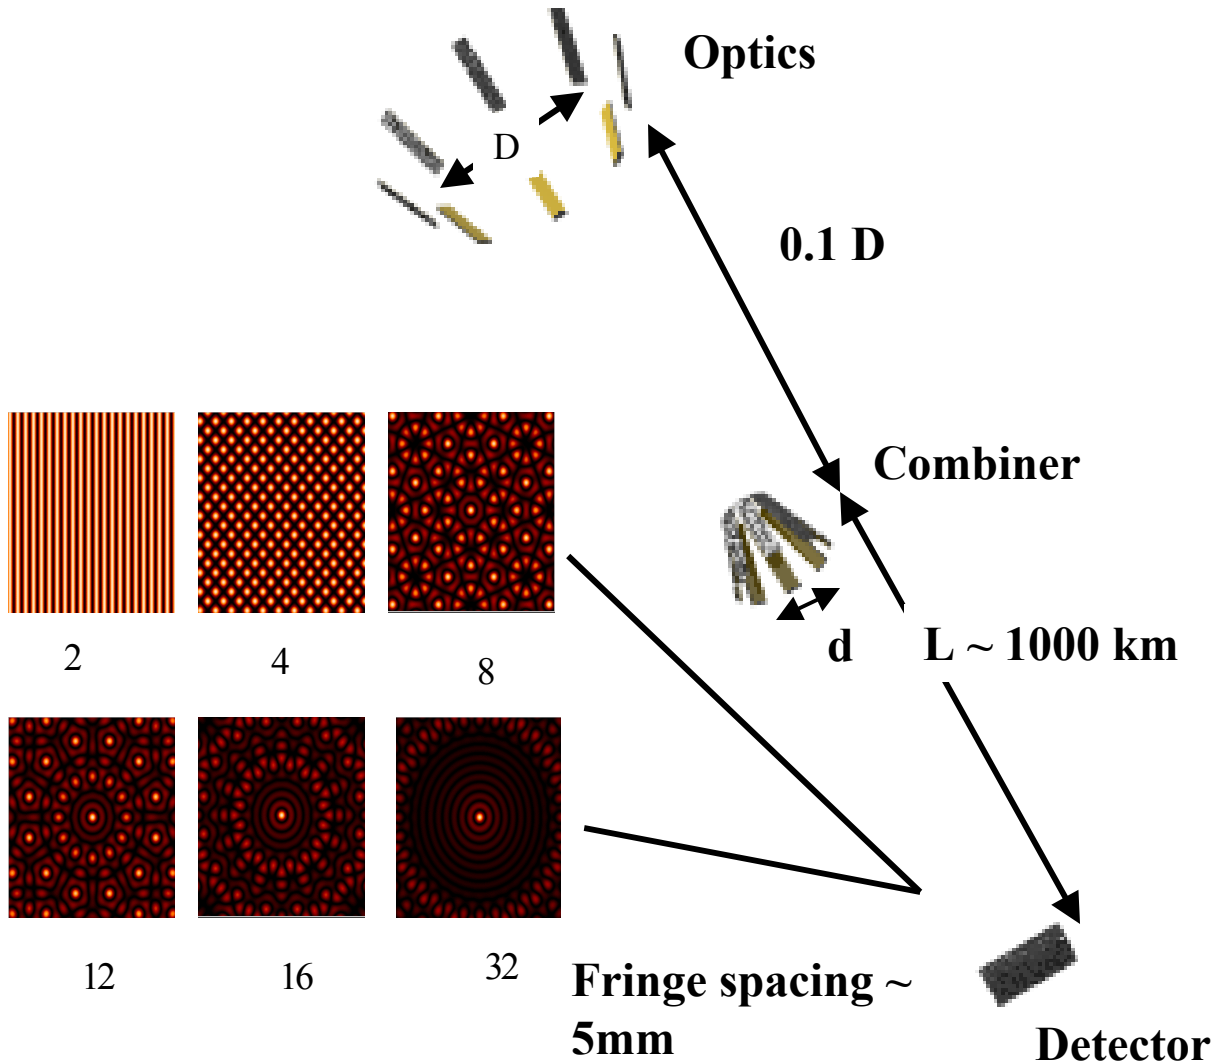 Optics
D
0.1 D
Combiner
d
L ~ 1000 km
2
4
8
12
16
32
Fringe spacing ~
5mm
Detector